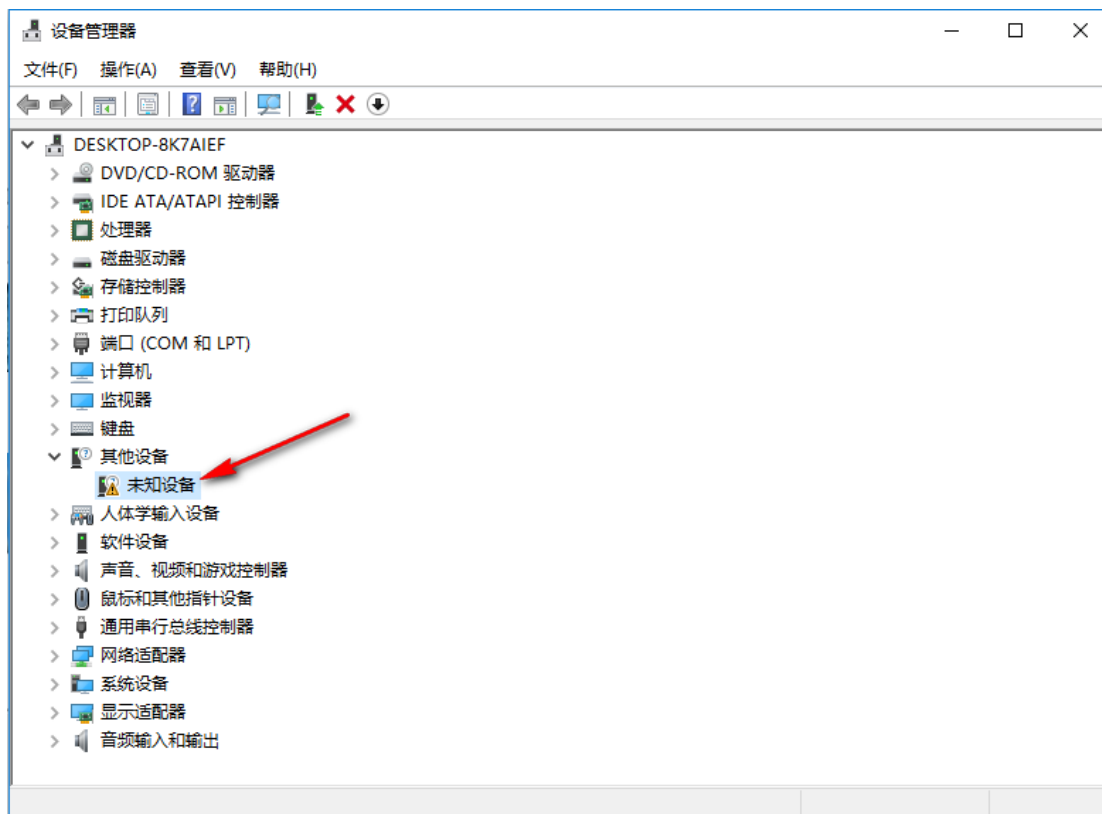 设备管理器
文件(F) 操作(A) 查看(V) 帮助(H)
DESKTOP-8K7AIEF
DVD/CD-ROM 驱动器
IDE ATA/ATAPI 控制器
处理器
磁盘驱动器
存储控制器
打印队列
端口 (COM 和 LPT)
计算机
监视器
键盘
其他设备
未知设备
人体学输入设备
软件设备
声音、视频和游戏控制器
鼠标和其他指针设备
通用串行总线控制器
网络适配器
系统设备
显示适配器
音频输入和输出